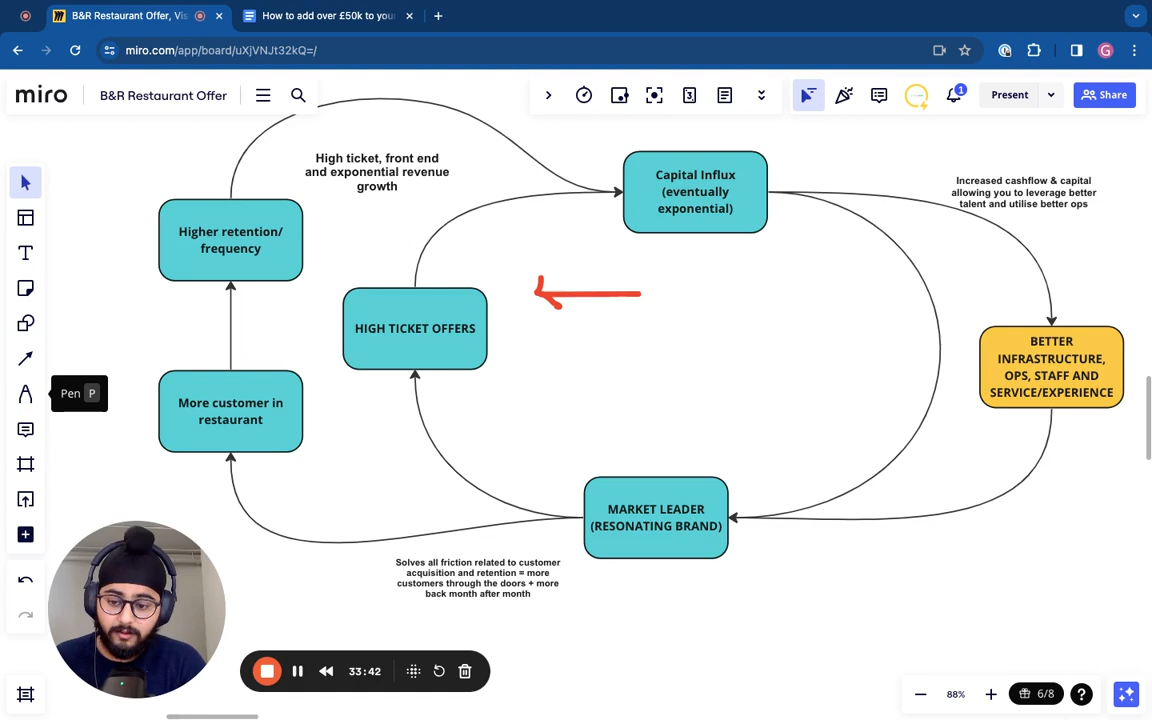 B&R Restaurant Offer, Vis
How to add over £50k to your
miro.com/app/board/uXjVNJt32kQ=/
G
miro
B&R Restaurant Offer
3
1
Present
Share
High ticket, front end
and exponential revenue
growth
Capital Influx
(eventually
exponential)
Increased cashflow & capital
allowing you to leverage better
talent and utilise better ops
Higher retention/
frequency
HIGH TICKET OFFERS
BETTER
INFRASTRUCTURE,
OPS, STAFF AND
SERVICE/EXPERIENCE
Pen P
More customer in
restaurant
MARKET LEADER
(RESONATING BRAND)
Solves all friction related to customer
acquisition and retention = more
customers through the doors + more
back month after month
33:42
88%
6/8
?